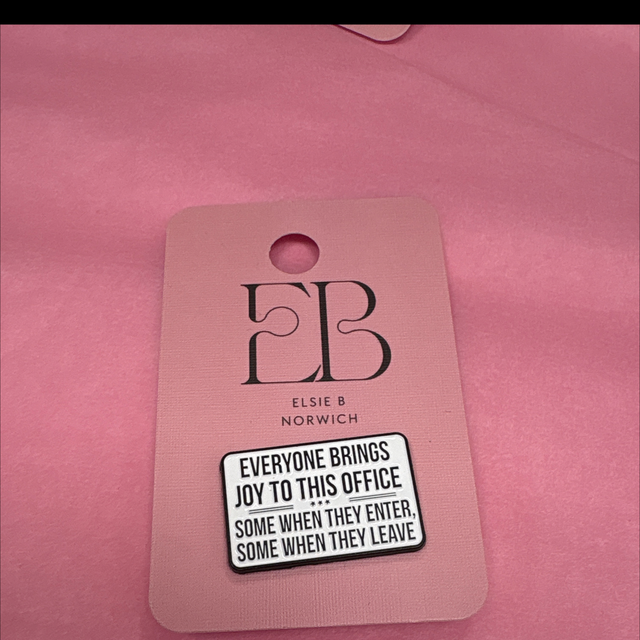 EB
ELSIE B
NORWICH
EVERYONE BRINGS
JOY TO THIS OFFICE
SOME WHEN THEY ENTER,
SOME WHEN THEY LEAVE